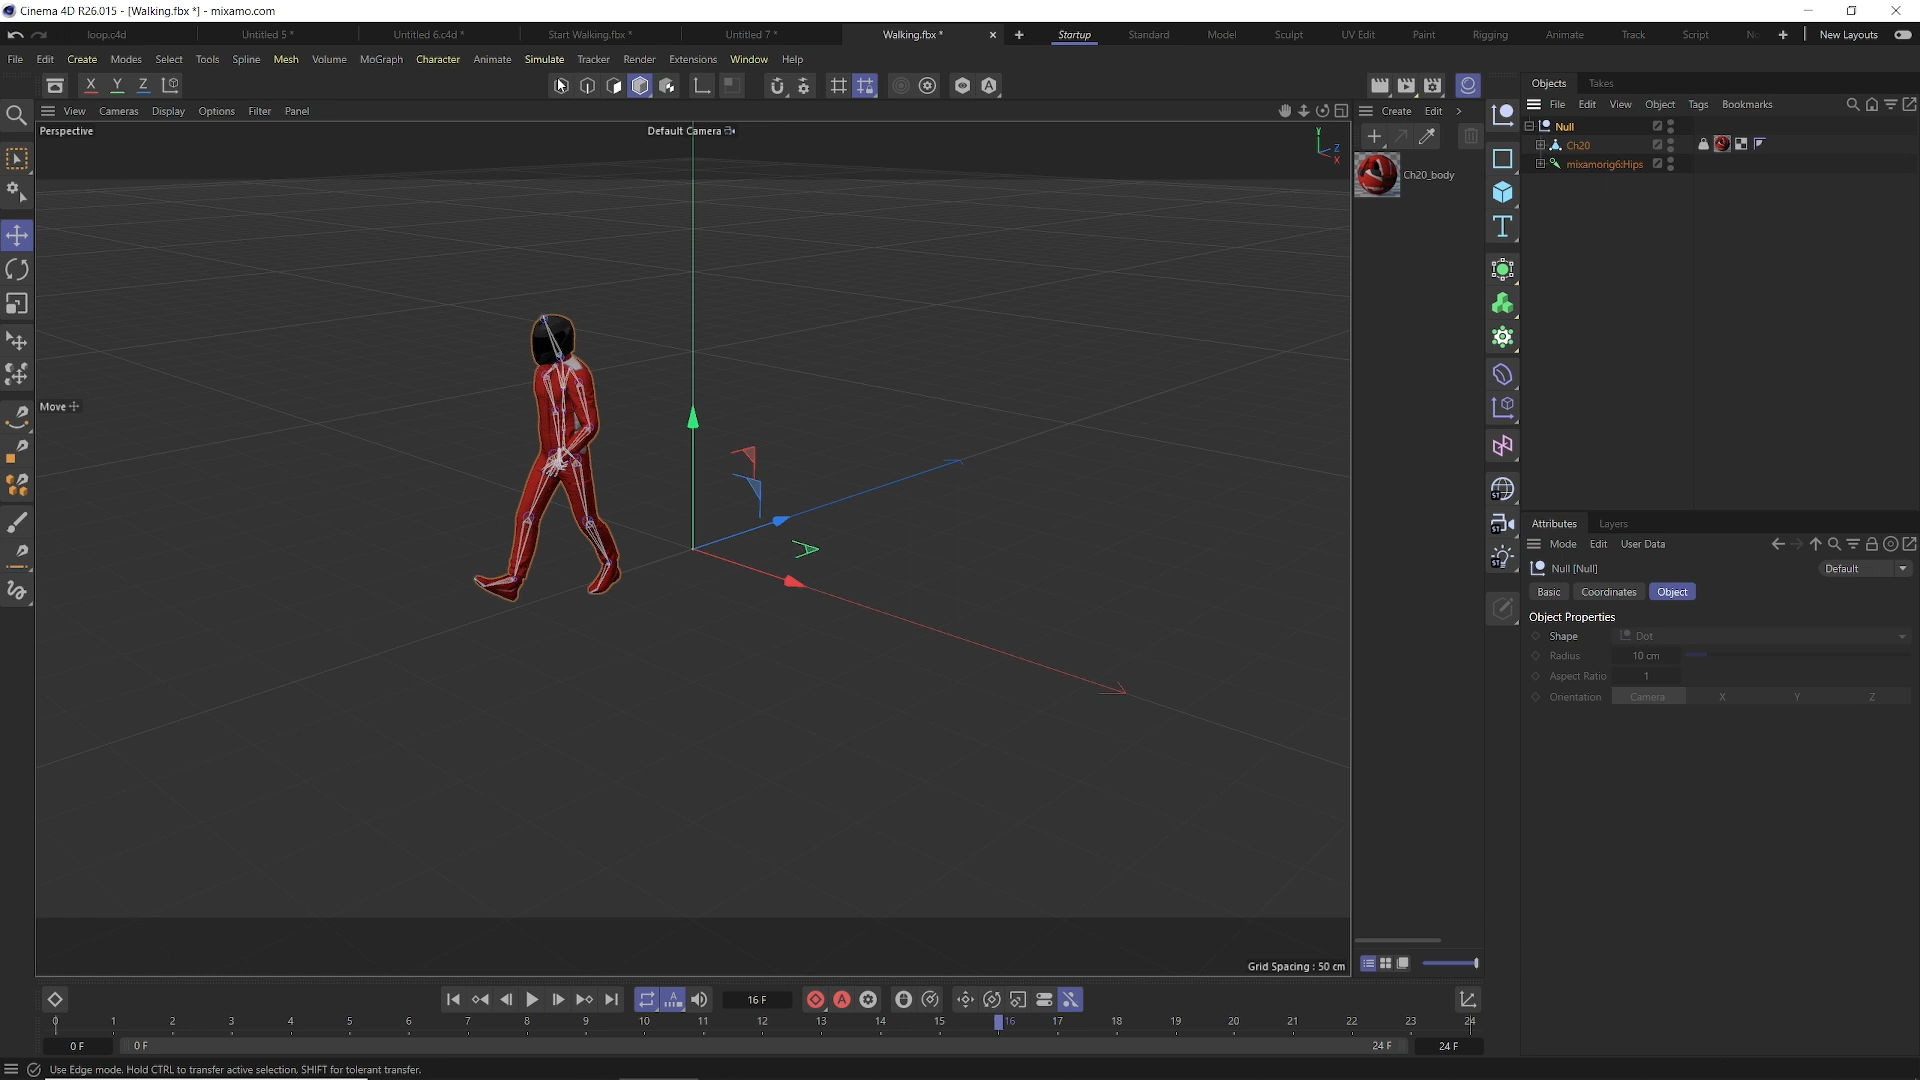 Cinema 4D R26.015 - [Walking.fbx *] - mixamo.com
loop.c4d Untitled 5 * Untitled 6.c4d * Start Walking.fbx * Untitled 7 * Walking.fbx * × + Startup Standard Model Sculpt UV Edit Paint Rigging Animate Track Script + New Layouts
File Edit Create Modes Select Tools Spline Mesh Volume MoGraph Character Animate Simulate Tracker Render Extensions Window Help
X Y Z
Objects Takes
File Edit View Object Tags Bookmarks
View Cameras Display Options Filter Panel
Create Edit >
Perspective
Default Camera
Y
Z
X
Null
Ch20
mixamorig6:Hips
Ch20_body
Move
Attributes Layers
Mode Edit User Data
Null [Null]
Default
Basic Coordinates Object
Object Properties
Shape Dot
Radius 10 cm
Aspect Ratio 1
Orientation Camera X Y Z
Grid Spacing : 50 cm
16 F
0 1 2 3 4 5 6 7 8 9 10 11 12 13 14 15 16 17 18 19 20 21 22 23 24
0 F 0 F 24 F 24 F
Use Edge mode. Hold CTRL to transfer active selection, SHIFT for tolerant transfer.